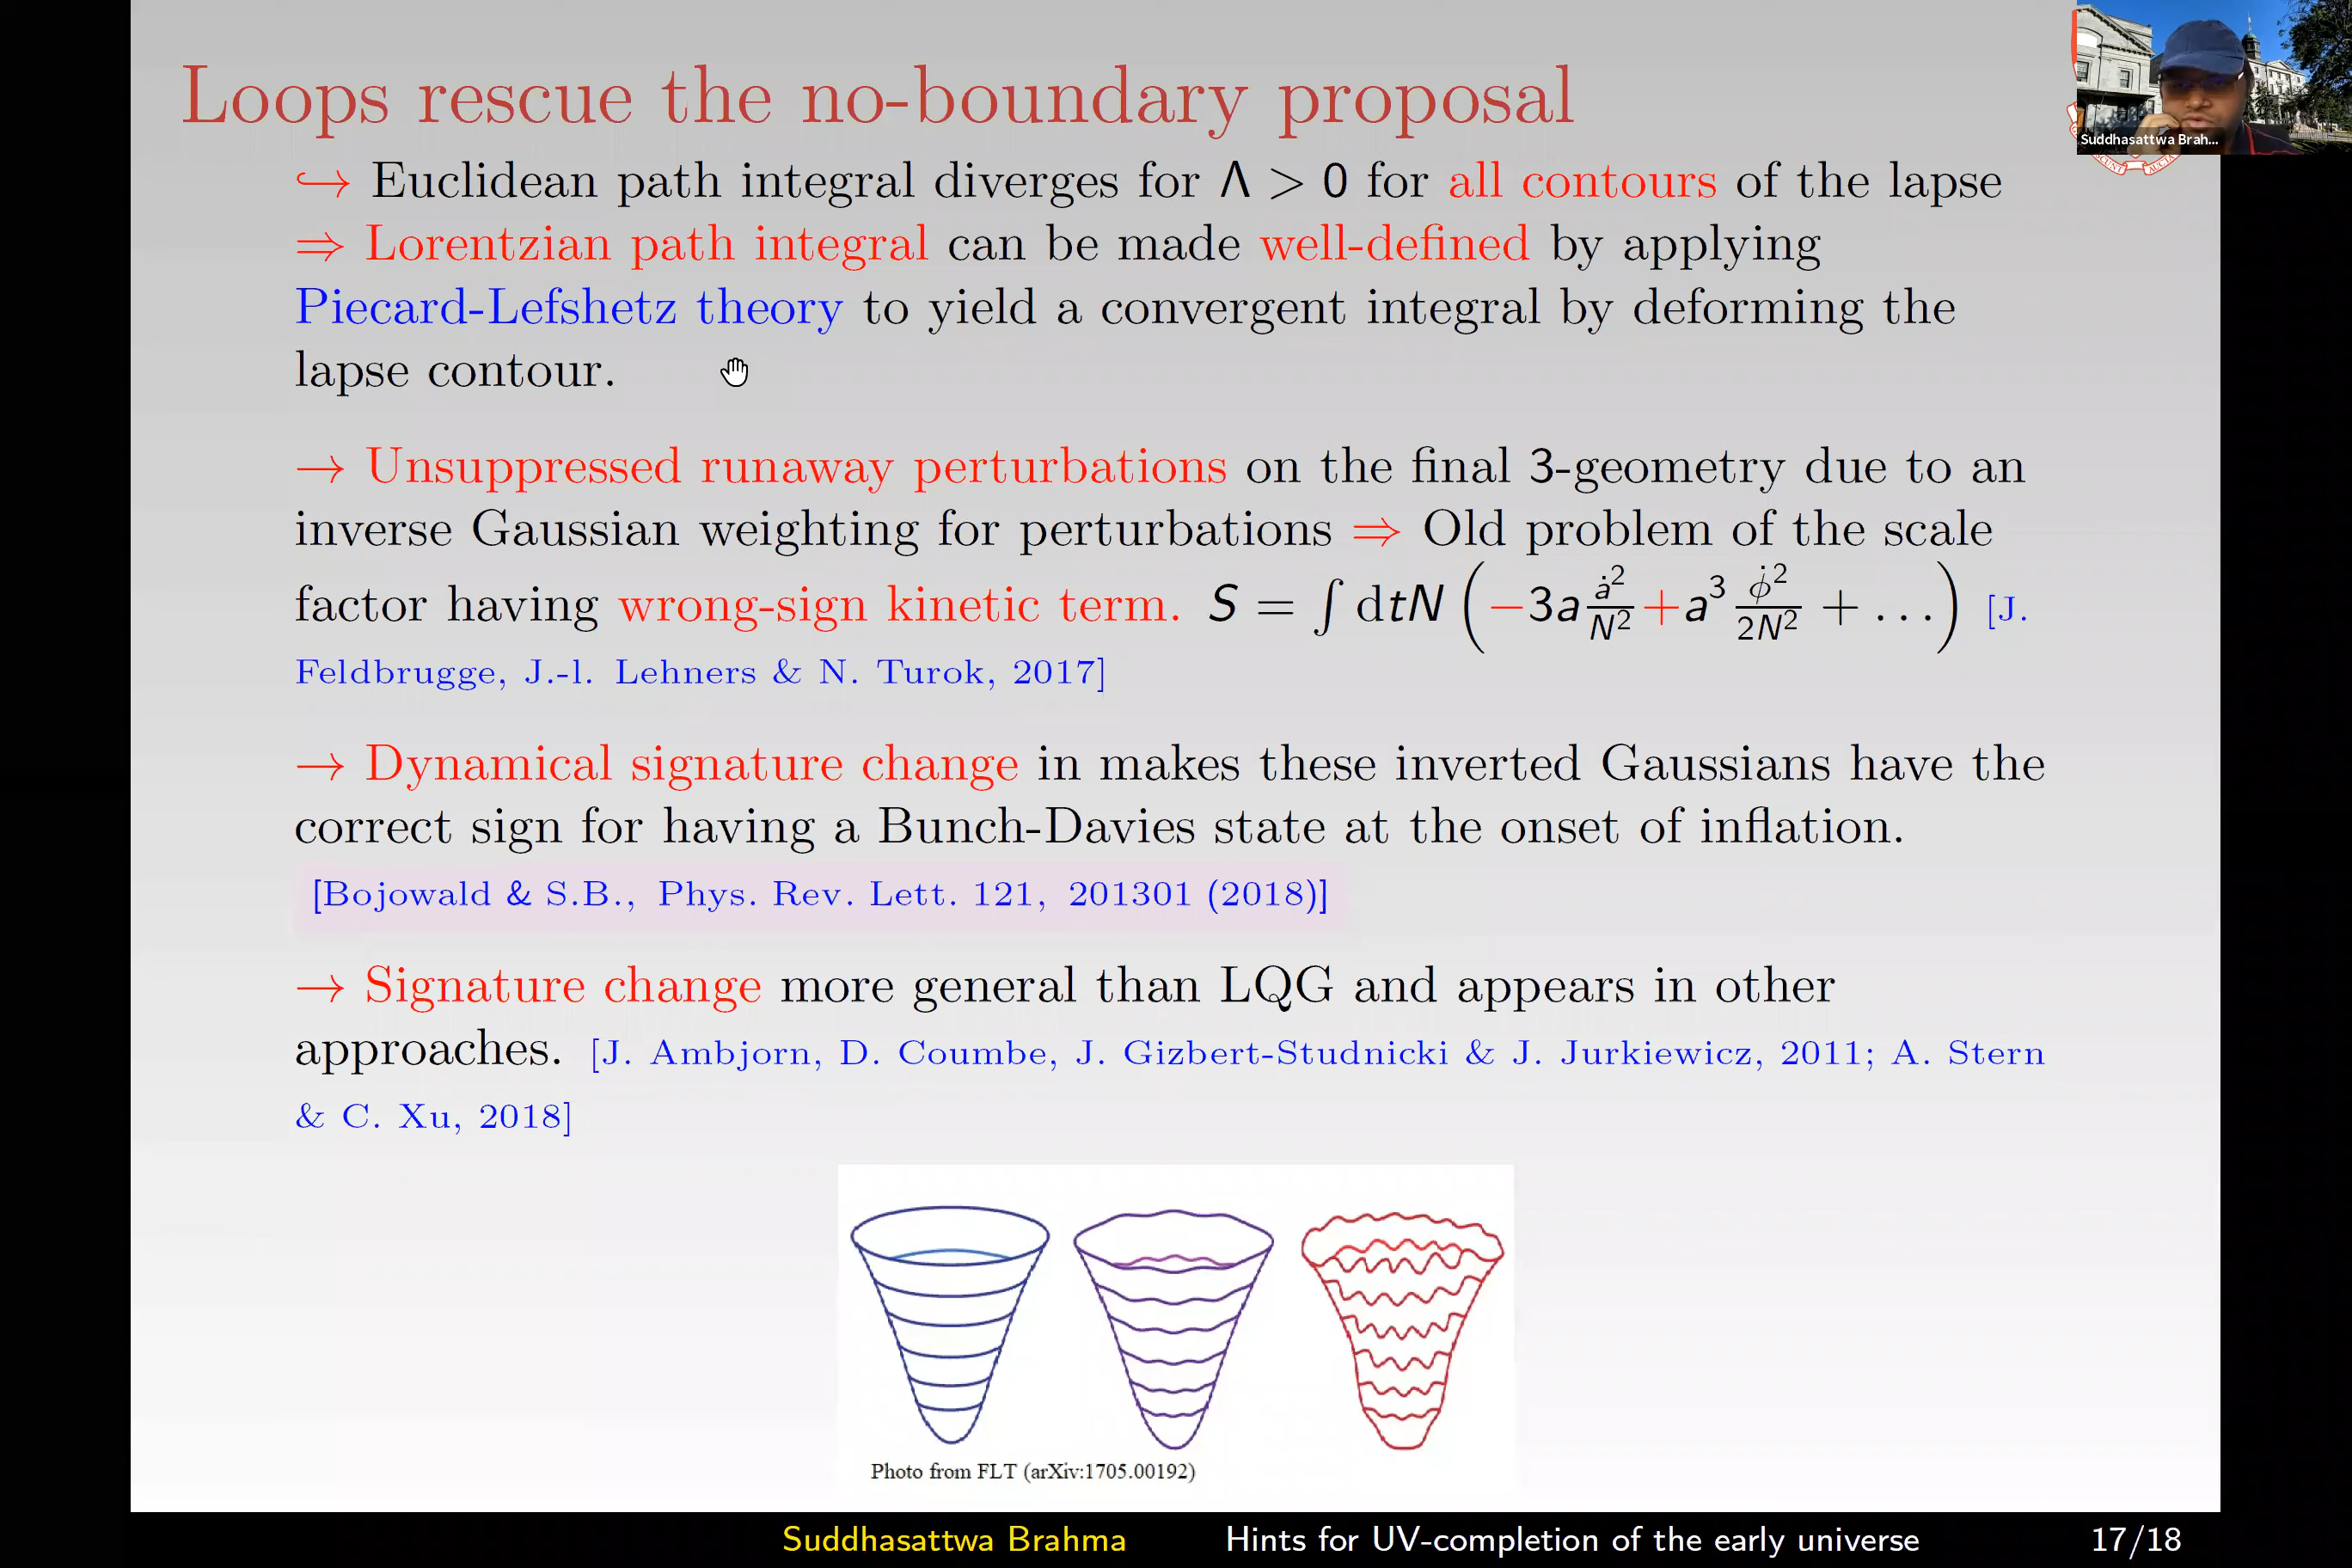 Loops rescue the no-boundary proposal
Suddhasattwa Brah...
↪ Euclidean path integral diverges for Λ > 0 for all contours of the lapse
⇒ Lorentzian path integral can be made well-defined by applying
Piecard-Lefshetz theory to yield a convergent integral by deforming the
lapse contour.
→ Unsuppressed runaway perturbations on the final 3-geometry due to an
inverse Gaussian weighting for perturbations ⇒ Old problem of the scale
factor having wrong-sign kinetic term. S = ∫ dtN (−3a ȧ²/N² + a³ φ̇²/2N² + ...) [J.
Feldbrugge, J.-l. Lehners & N. Turok, 2017]
→ Dynamical signature change in makes these inverted Gaussians have the
correct sign for having a Bunch-Davies state at the onset of inflation.
[Bojowald & S.B., Phys. Rev. Lett. 121, 201301 (2018)]
→ Signature change more general than LQG and appears in other
approaches. [J. Ambjorn, D. Coumbe, J. Gizbert-Studnicki & J. Jurkiewicz, 2011; A. Stern
& C. Xu, 2018]
Photo from FLT (arXiv:1705.00192)
Suddhasattwa Brahma Hints for UV-completion of the early universe 17/18